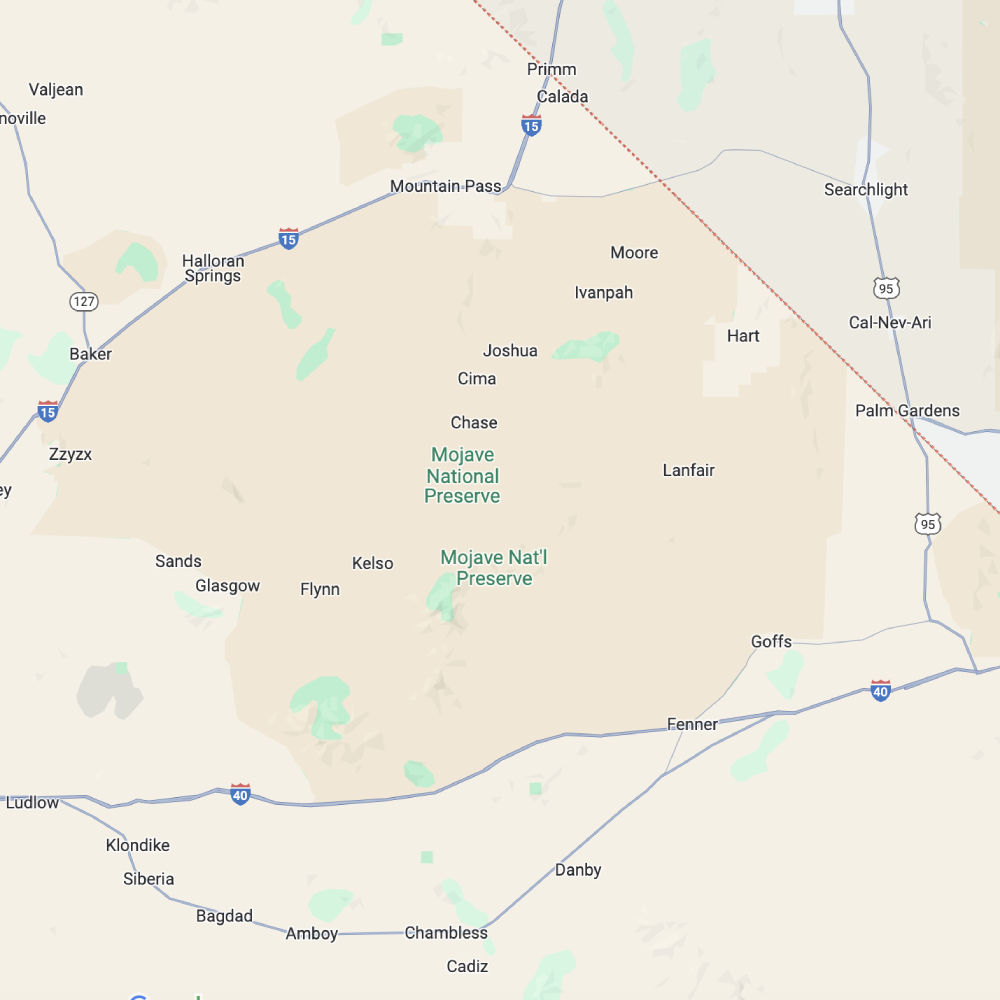 Primm
Valjean
Calada
noville
15
Mountain Pass
Searchlight
15
Moore
Halloran
Springs
95
Ivanpah
127
Cal-Nev-Ari
Hart
Joshua
Baker
Cima
15
Palm Gardens
Chase
Zzyzx
Mojave
National
Preserve
Lanfair
ey
95
Sands
Kelso
Mojave Nat'l
Preserve
Glasgow
Flynn
Goffs
40
Fenner
40
Ludlow
Klondike
Danby
Siberia
Bagdad
Amboy
Chambless
Cadiz